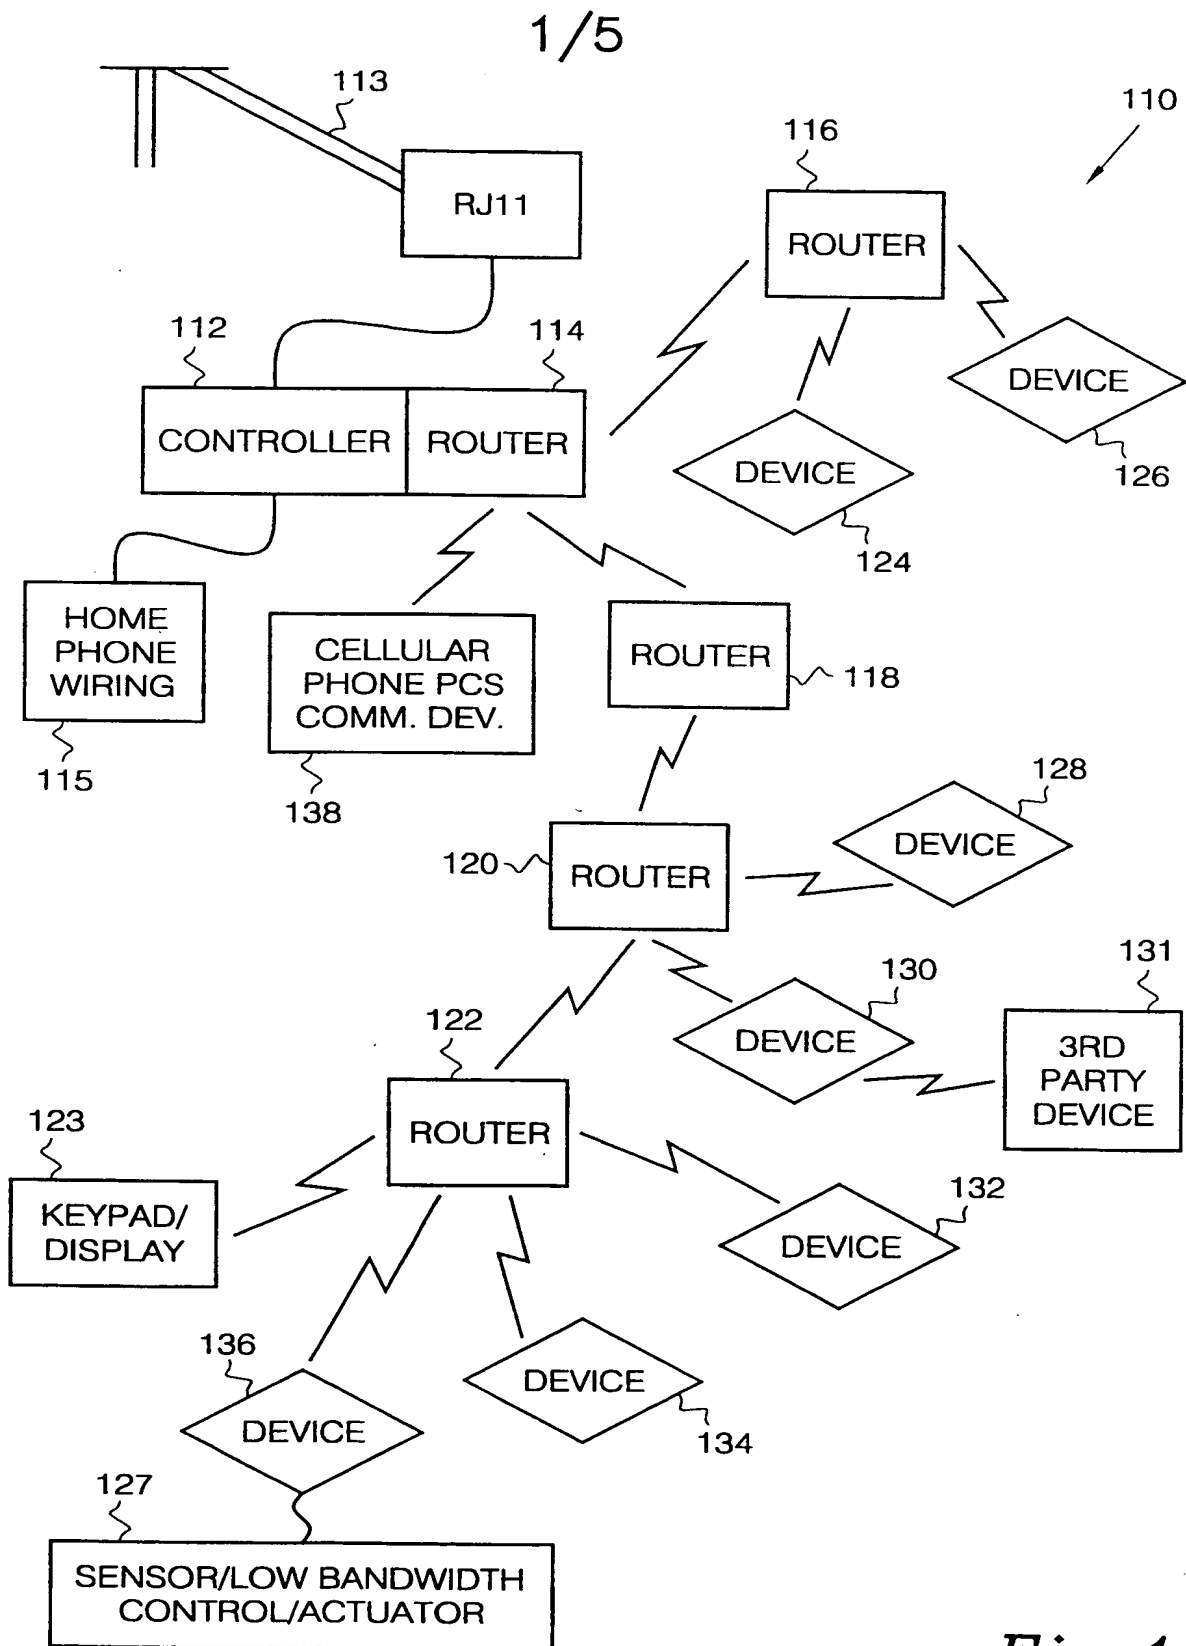 1/5
113
110
116
RJ11
ROUTER
112
114
DEVICE
CONTROLLER
ROUTER
DEVICE
126
124
HOME
PHONE
WIRING
CELLULAR
PHONE PCS
COMM. DEV.
ROUTER
118
115
138
128
DEVICE
120
ROUTER
130
131
122
DEVICE
3RD
PARTY
DEVICE
123
ROUTER
KEYPAD/
DISPLAY
132
DEVICE
136
DEVICE
134
DEVICE
127
SENSOR/LOW BANDWIDTH
CONTROL/ACTUATOR